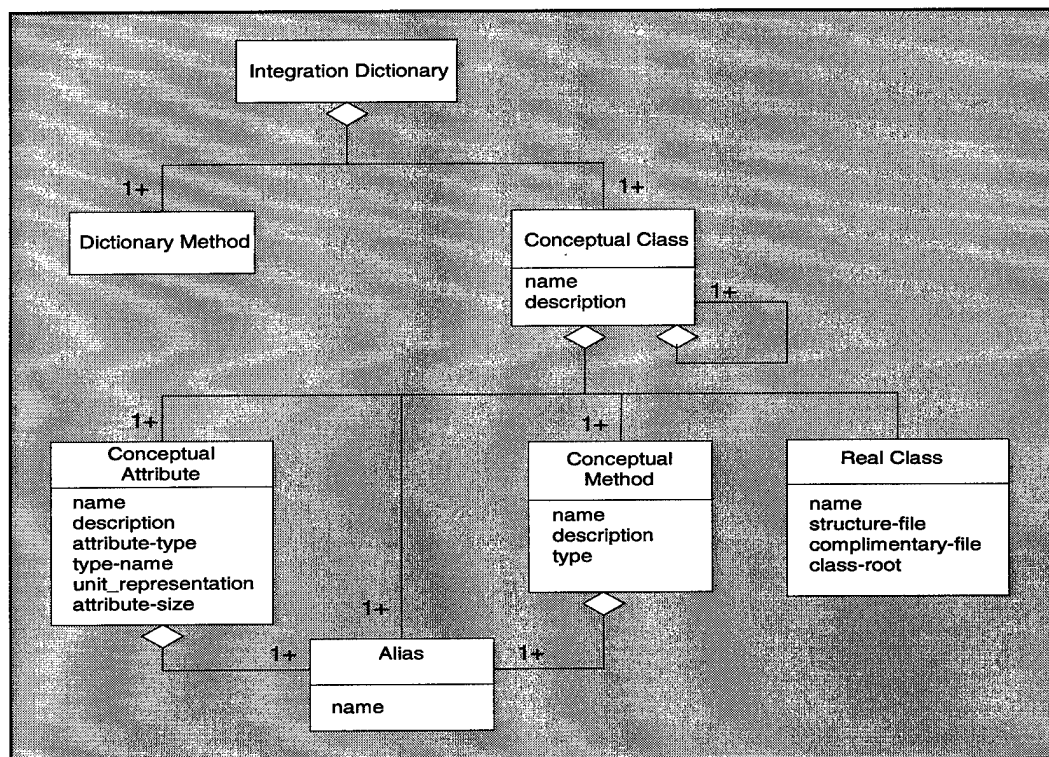 Integration Dictionary
1+
1+
Dictionary Method
Conceptual Class
name
description
1+
1+
1+
Conceptual
Attribute
name
description
attribute-type
type-name
unit_representation
attribute-size
Conceptual
Method
name
description
type
Real Class
name
structure-file
complimentary-file
class-root
1+
1+
1+
Alias
name